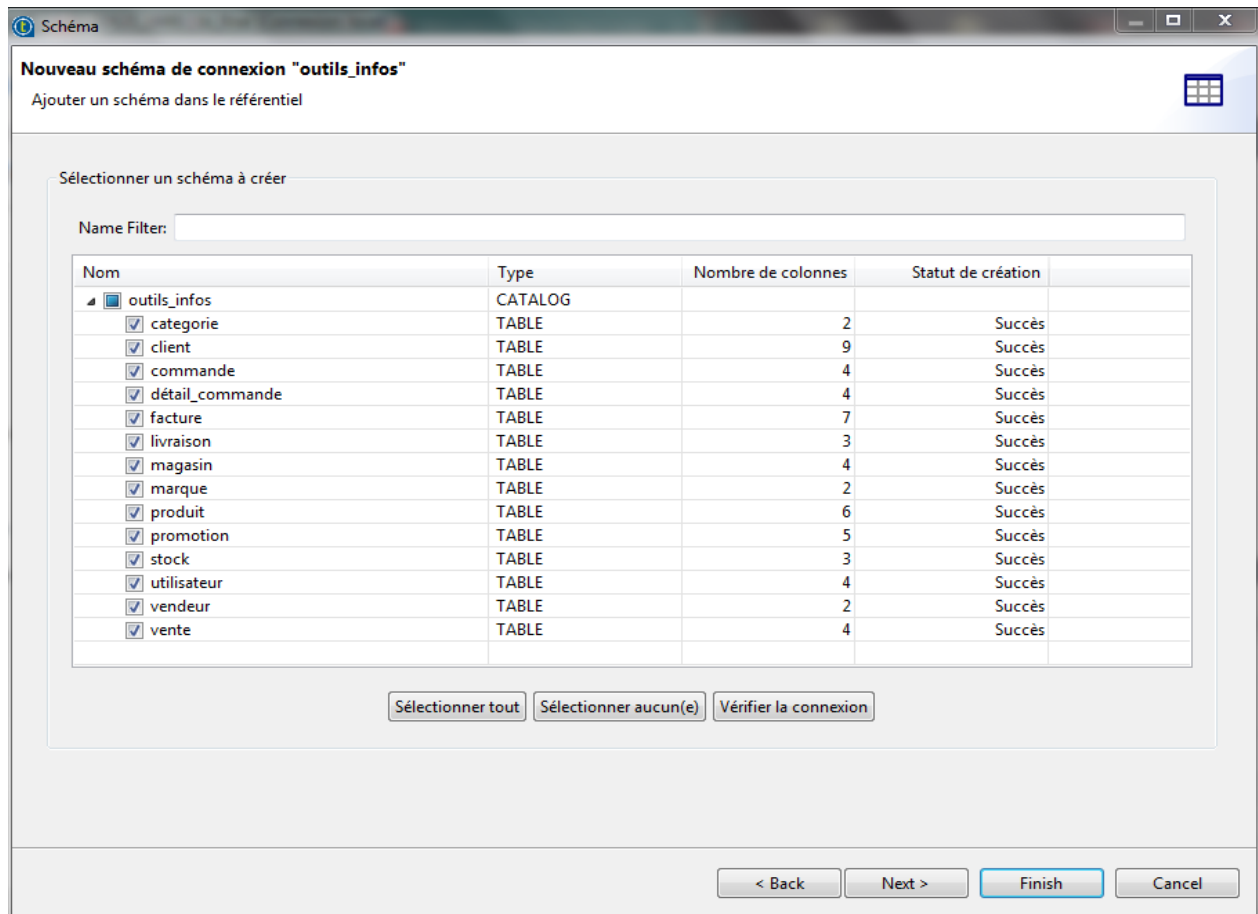 Schéma
Nouveau schéma de connexion "outils_infos"
Ajouter un schéma dans le référentiel
Sélectionner un schéma à créer
Name Filter:
Nom Type Nombre de colonnes Statut de création
outils_infos CATALOG
categorie TABLE 2 Succès
client TABLE 9 Succès
commande TABLE 4 Succès
détail_commande TABLE 4 Succès
facture TABLE 7 Succès
livraison TABLE 3 Succès
magasin TABLE 4 Succès
marque TABLE 2 Succès
produit TABLE 6 Succès
promotion TABLE 5 Succès
stock TABLE 3 Succès
utilisateur TABLE 4 Succès
vendeur TABLE 2 Succès
vente TABLE 4 Succès
Sélectionner tout Sélectionner aucun(e) Vérifier la connexion
< Back Next > Finish Cancel